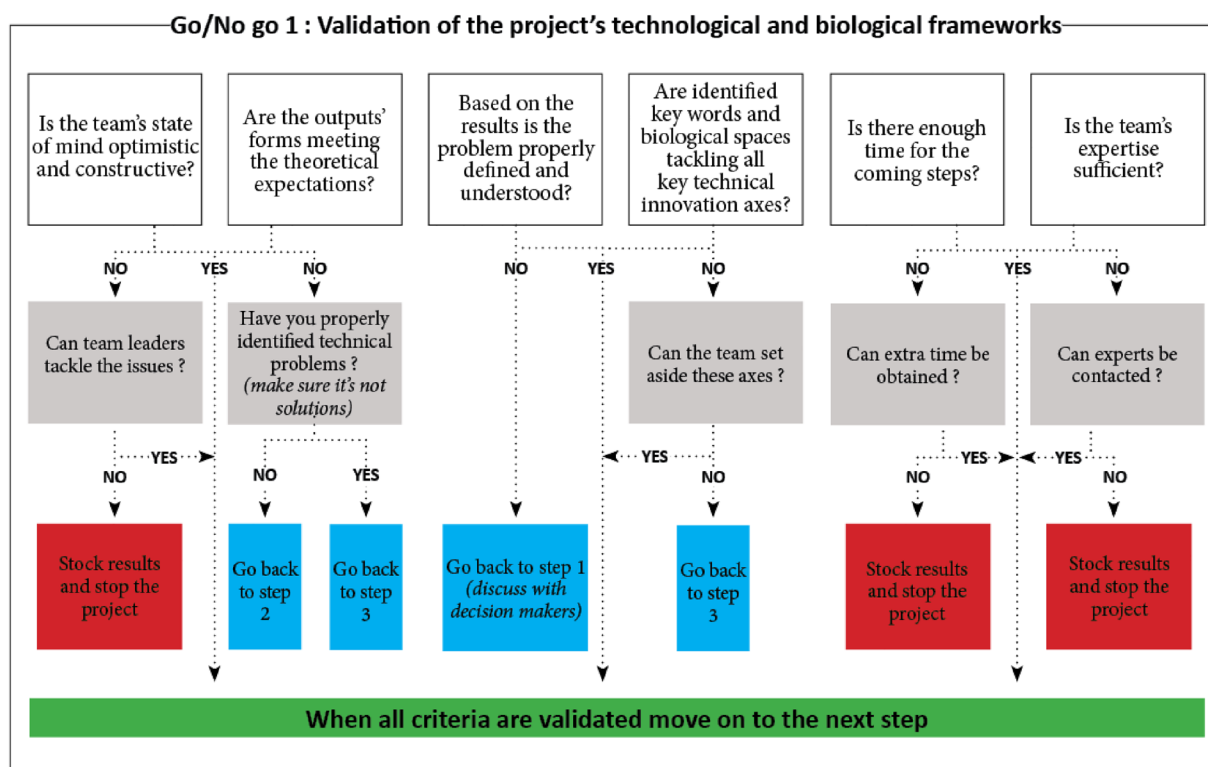 Go/No go 1 : Validation of the project's technological and biological frameworks
Is the team's state
of mind optimistic
and constructive?
Are the outputs'
forms meeting
the theoretical
expectations?
Based on the
results is the
problem properly
defined and
understood?
Are identified
key words and
biological spaces
tackling all
key technical
innovation axes?
Is there enough
time for the
coming steps?
Is the team's
expertise
sufficient?
NO
YES
NO
NO
YES
NO
NO
YES
NO
Can team leaders
tackle the issues ?
Have you properly
identified technical
problems ?
(make sure it's not
solutions)
Can the team set
aside these axes ?
Can extra time be
obtained ?
Can experts be
contacted ?
YES
NO
NO
YES
YES
NO
YES
NO
YES
NO
Stock results
and stop the
project
Go back
to step
2
Go back
to step
3
Go back to step 1
(discuss with
decision makers)
Go back
to step
3
Stock results
and stop the
project
Stock results
and stop the
project
When all criteria are validated move on to the next step